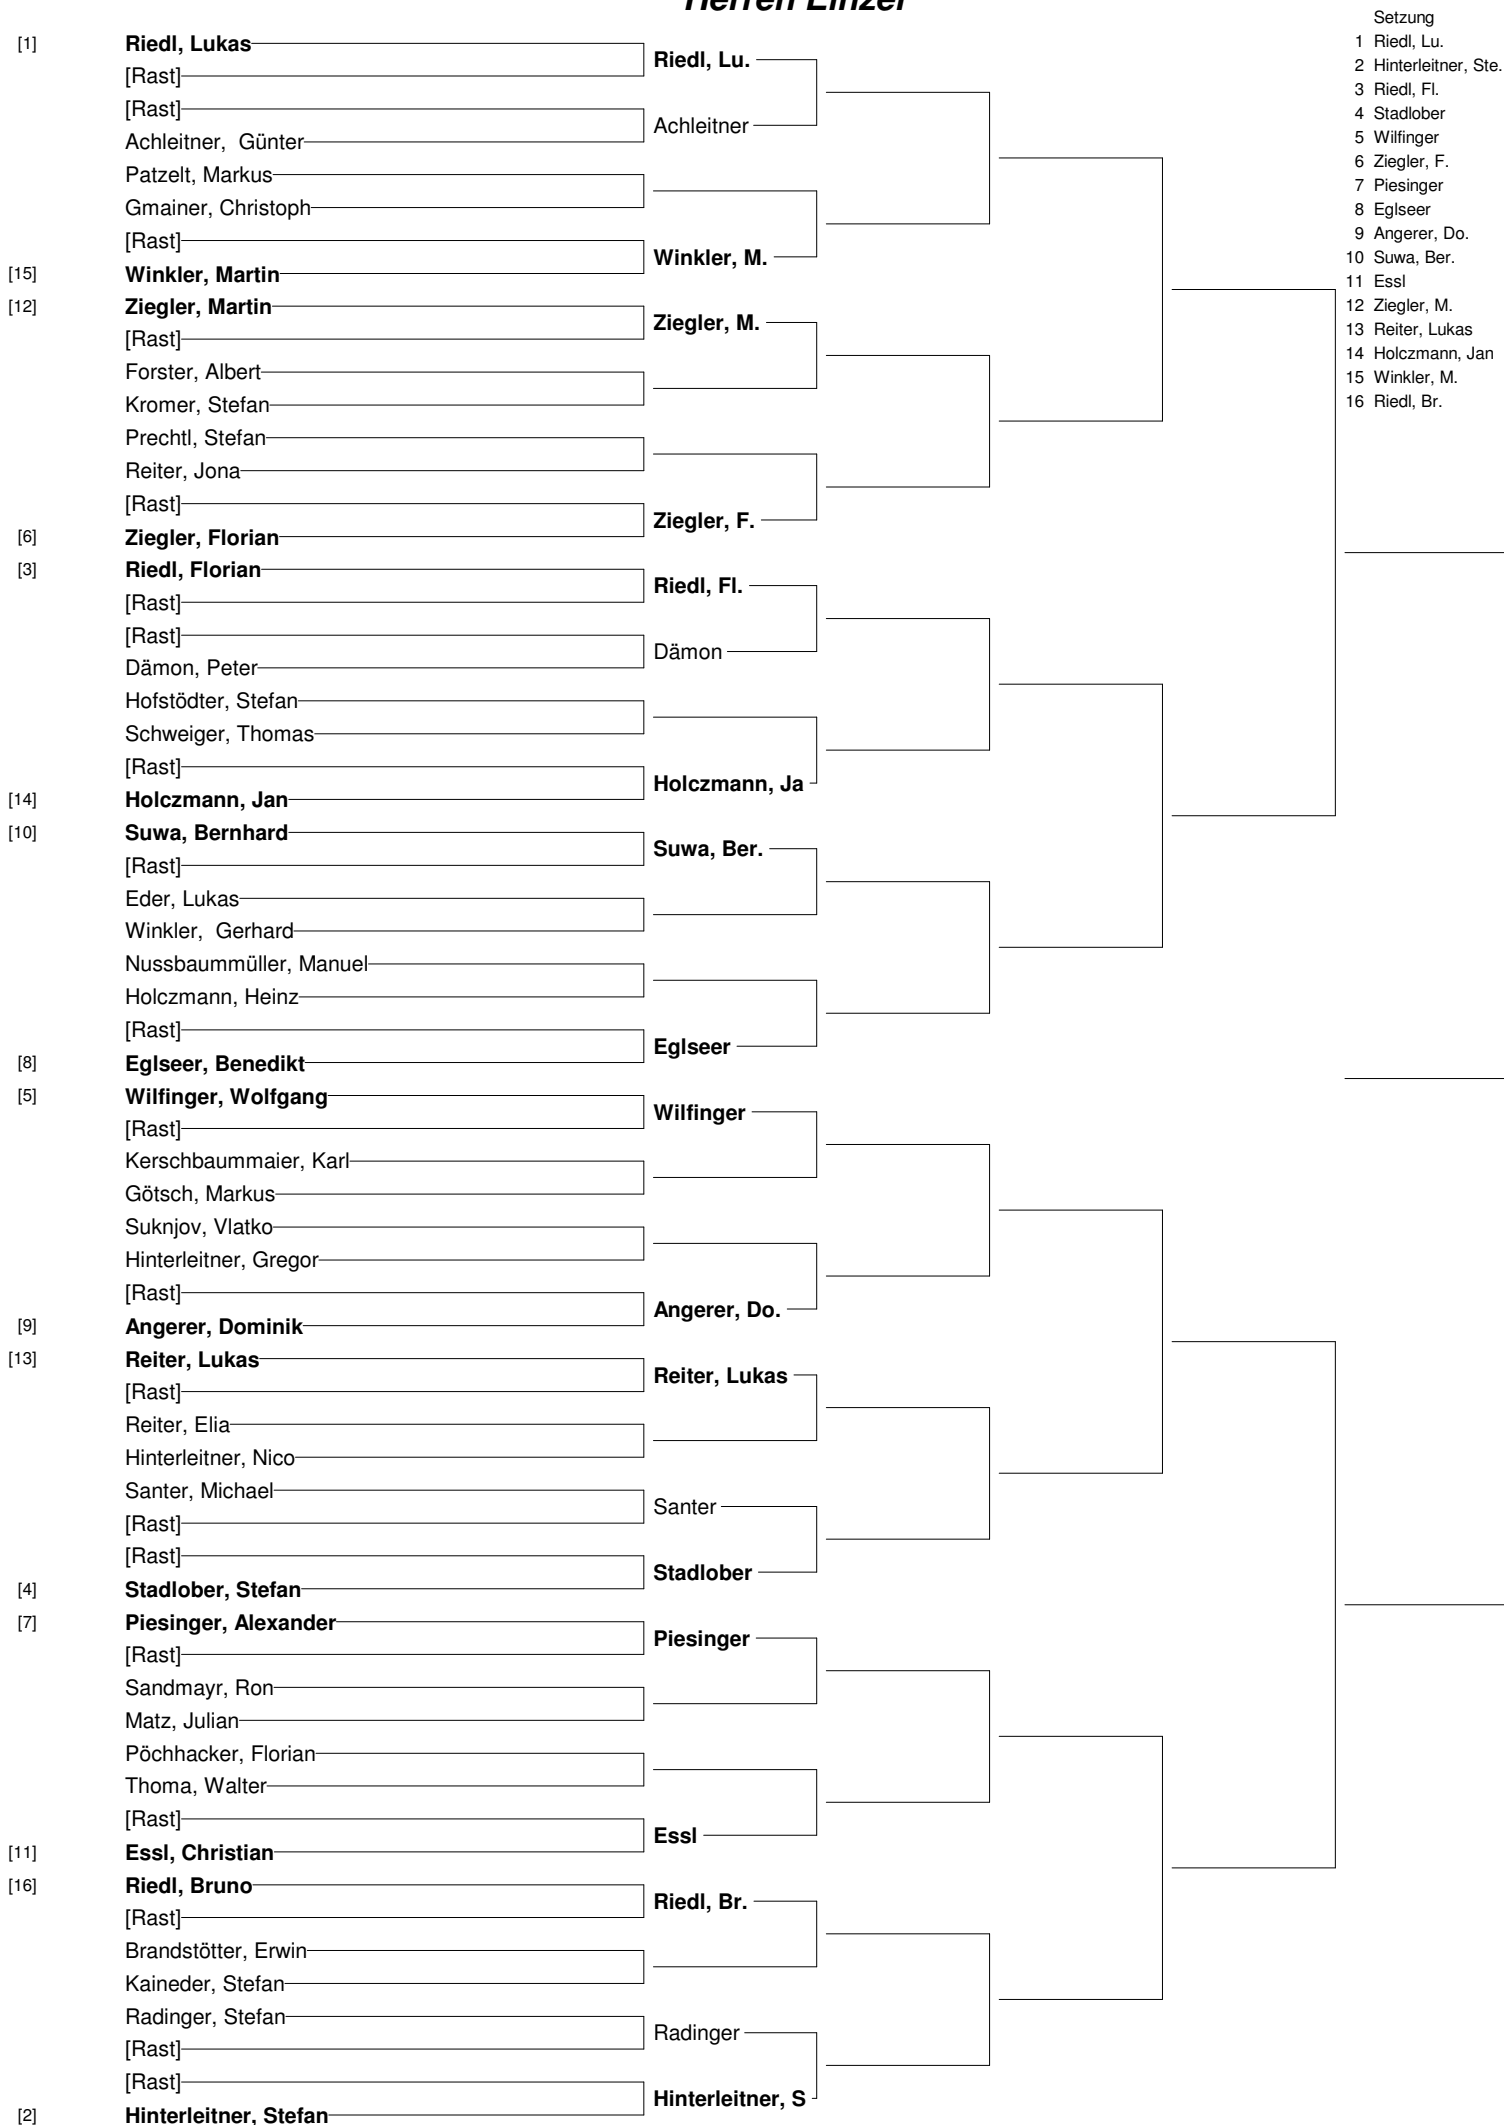 Herren Einzel
Setzung
1 Riedl, Lu.
2 Hinterleitner, Ste.
3 Riedl, Fl.
4 Stadlober
5 Wilfinger
6 Ziegler, F.
7 Piesinger
8 Eglseer
9 Angerer, Do.
10 Suwa, Ber.
11 Essl
12 Ziegler, M.
13 Reiter, Lukas
14 Holczmann, Jan
15 Winkler, M.
16 Riedl, Br.
[1] Riedl, Lukas
Riedl, Lu.
[Rast]
[Rast]
Achleitner
Achleitner, Günter
Patzelt, Markus
Gmainer, Christoph
[Rast]
Winkler, M.
[15] Winkler, Martin
[12] Ziegler, Martin
Ziegler, M.
[Rast]
Forster, Albert
Kromer, Stefan
Prechtl, Stefan
Reiter, Jona
[Rast]
Ziegler, F.
[6] Ziegler, Florian
[3] Riedl, Florian
Riedl, Fl.
[Rast]
[Rast]
Dämon
Dämon, Peter
Hofstödter, Stefan
Schweiger, Thomas
[Rast]
Holczmann, Ja
[14] Holczmann, Jan
[10] Suwa, Bernhard
Suwa, Ber.
[Rast]
Eder, Lukas
Winkler, Gerhard
Nussbaummüller, Manuel
Holczmann, Heinz
[Rast]
Eglseer
[8] Eglseer, Benedikt
[5] Wilfinger, Wolfgang
Wilfinger
[Rast]
Kerschbaummaier, Karl
Götsch, Markus
Suknjov, Vlatko
Hinterleitner, Gregor
[Rast]
Angerer, Do.
[9] Angerer, Dominik
[13] Reiter, Lukas
Reiter, Lukas
[Rast]
Reiter, Elia
Hinterleitner, Nico
Santer, Michael
Santer
[Rast]
[Rast]
Stadlober
[4] Stadlober, Stefan
[7] Piesinger, Alexander
Piesinger
[Rast]
Sandmayr, Ron
Matz, Julian
Pöchhacker, Florian
Thoma, Walter
[Rast]
Essl
[11] Essl, Christian
[16] Riedl, Bruno
Riedl, Br.
[Rast]
Brandstötter, Erwin
Kaineder, Stefan
Radinger, Stefan
Radinger
[Rast]
[Rast]
Hinterleitner, S
[2] Hinterleitner, Stefan